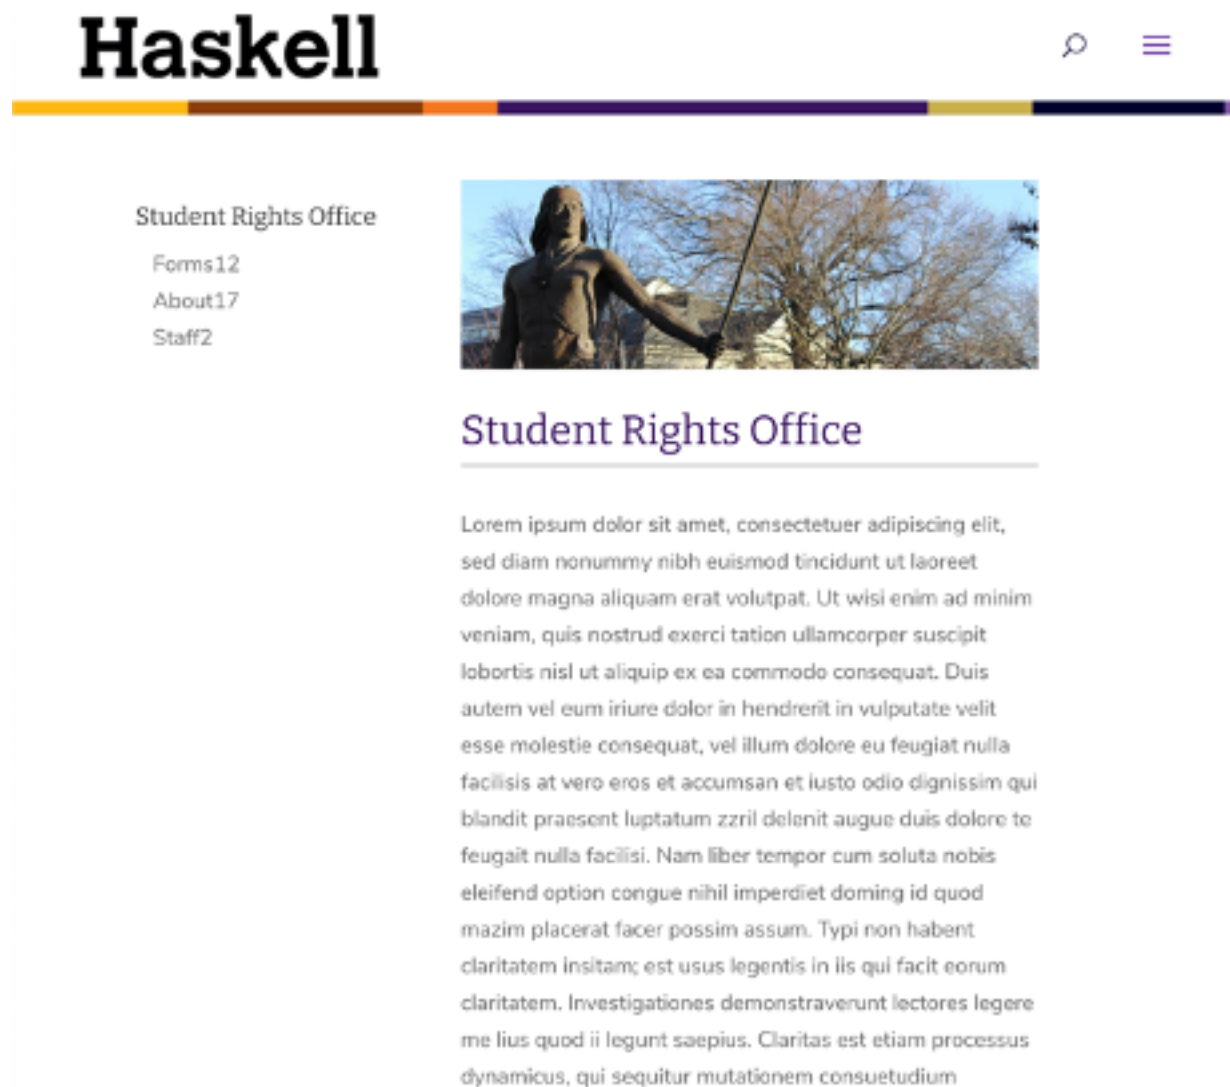 Haskell
Student Rights Office
Forms12
About17
Staff2
Student Rights Office
Lorem ipsum dolor sit amet, consectetuer adipiscing elit,
sed diam nonummy nibh euismod tincidunt ut laoreet
dolore magna aliquam erat volutpat. Ut wisi enim ad minim
veniam, quis nostrud exerci tation ullamcorper suscipit
lobortis nisl ut aliquip ex ea commodo consequat. Duis
autem vel eum iriure dolor in hendrerit in vulputate velit
esse molestie consequat, vel illum dolore eu feugiat nulla
facilisis at vero eros et accumsan et iusto odio dignissim qui
blandit praesent luptatum zzril delenit augue duis dolore te
feugait nulla facilisi. Nam liber tempor cum soluta nobis
eleifend option congue nihil imperdiet doming id quod
mazim placerat facer possim assum. Typi non habent
claritatem insitam; est usus legentis in iis qui facit eorum
claritatem. Investigationes demonstraverunt lectores legere
me lius quod ii legunt saepius. Claritas est etiam processus
dynamicus, qui sequitur mutationem consuetudium